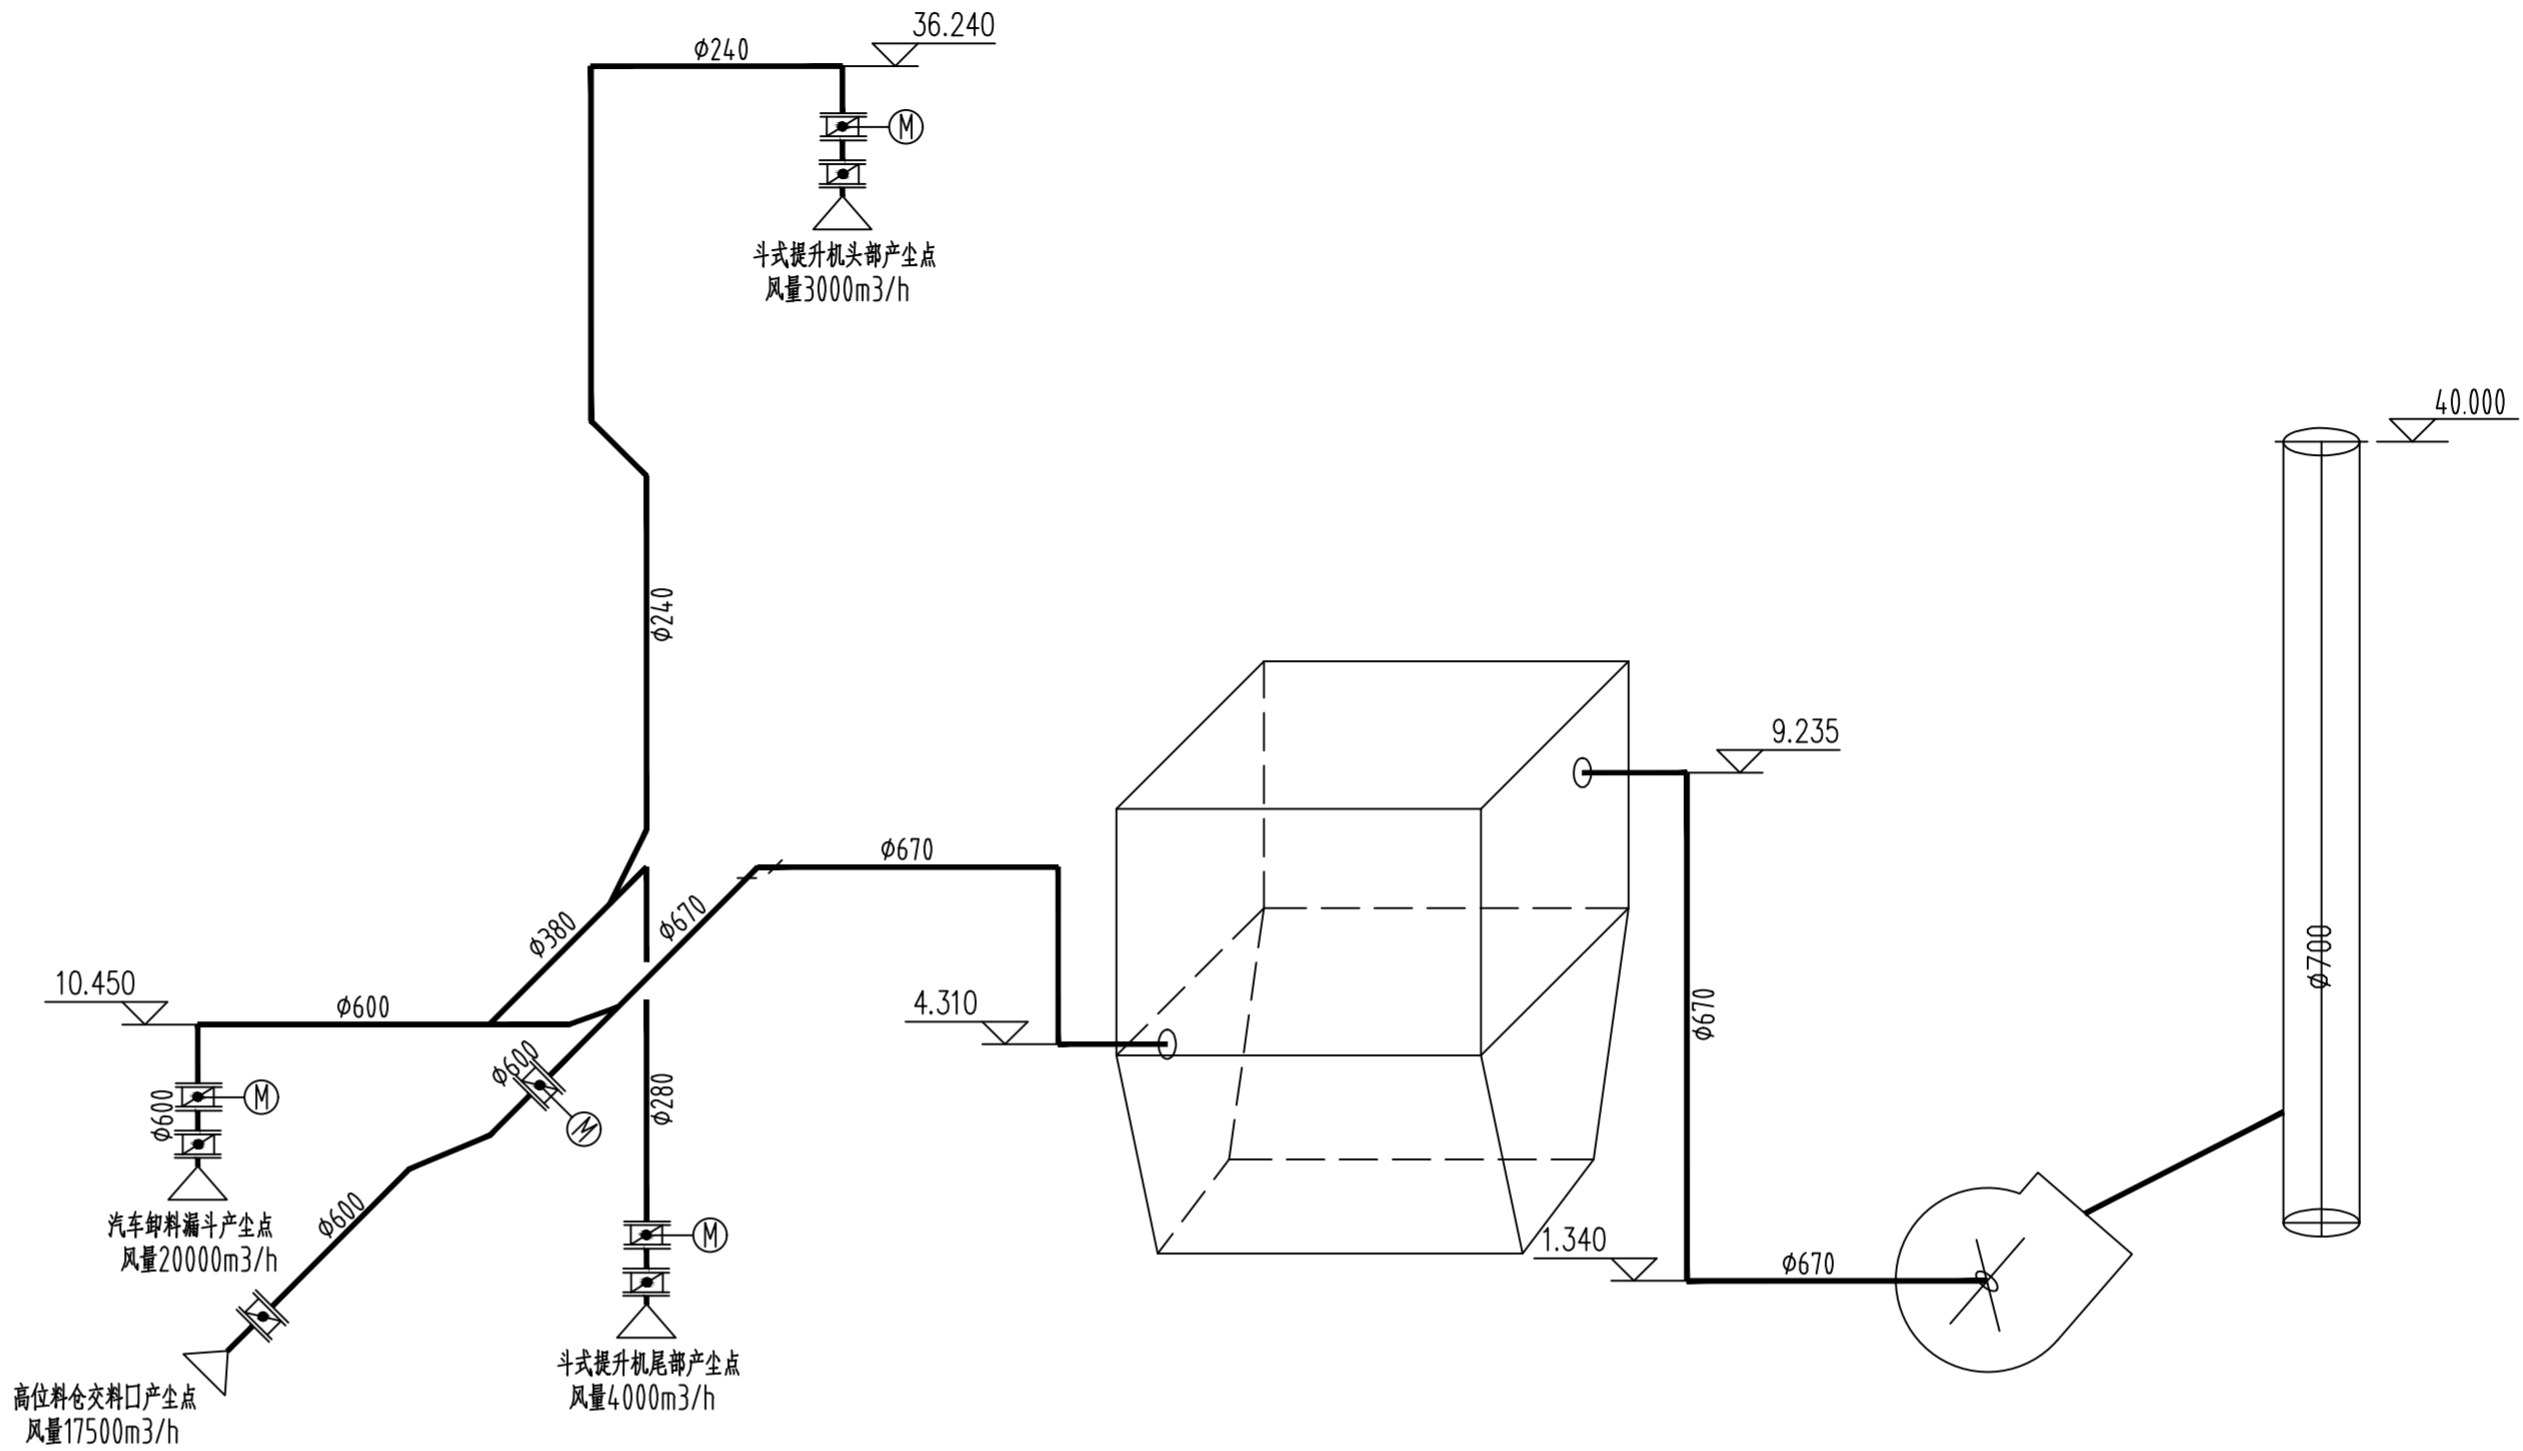 36.240
ϕ240
M
斗式提升机头部产尘点
风量3000m3/h
40.000
ϕ240
9.235
ϕ670
ϕ670
ϕ380
ϕ700
10.450
ϕ600
4.310
ϕ670
ϕ600
M
ϕ600
M
ϕ280
汽车卸料漏斗产尘点
风量20000m3/h
ϕ600
M
1.340
ϕ670
斗式提升机尾部产尘点
风量4000m3/h
高位料仓交料口产尘点
风量17500m3/h